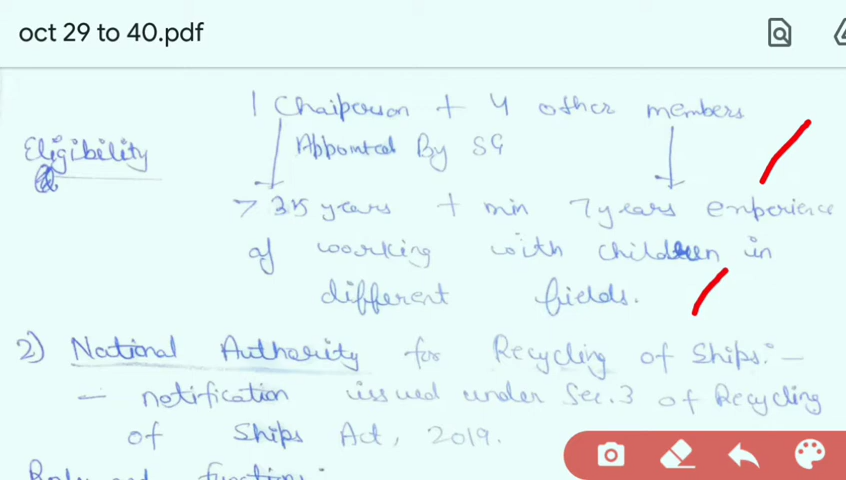 oct 29 to 40.pdf
1 Chaiperson + 4 other members
Eligibility Appointed By SG
> 35 years + min 7 years enperience
of working with children in
different fields.
2) National Authority for Recycling of Ships:-
- notification issued under Sec. 3 of Recycling
of Ships Act, 2019.